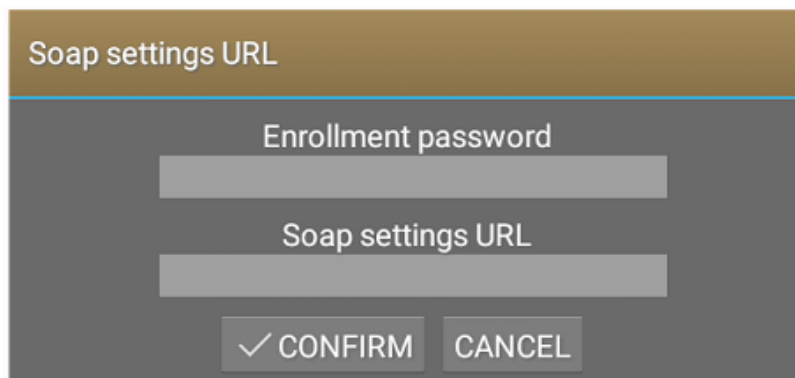 Soap settings URL
Enrollment password
Soap settings URL
CONFIRM CANCEL